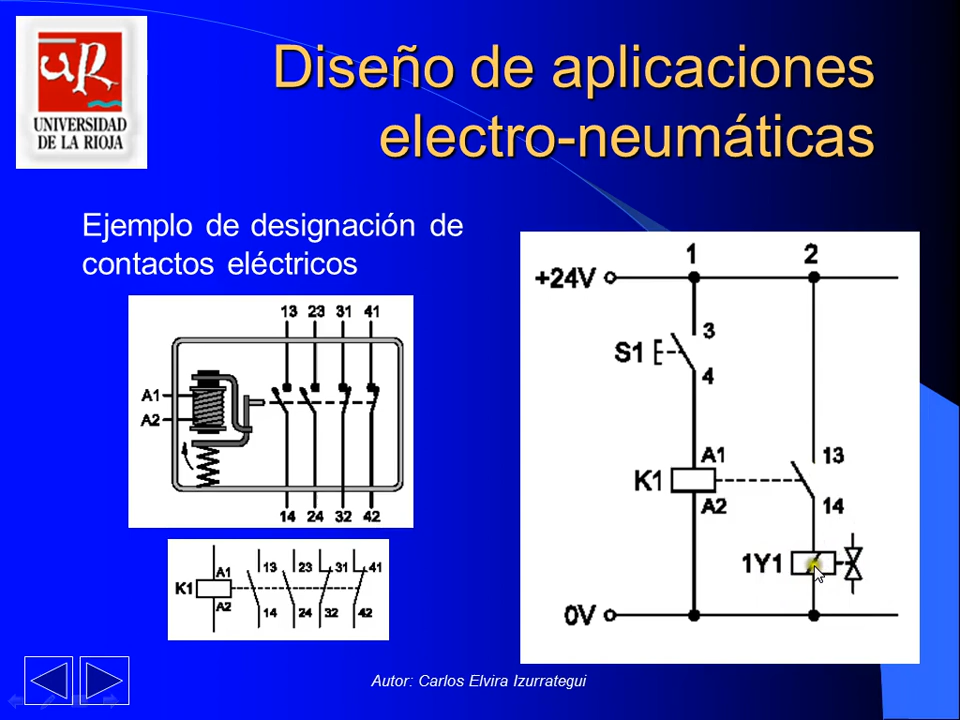 UNIVERSIDAD
DE LA RIOJA
Diseño de aplicaciones
electro-neumáticas
Ejemplo de designación de
contactos eléctricos
13 23 31 41
A1
A2
14 24 32 42
K1
A1
A2
13 23 31 41
14 24 32 42
1 2
+24V
S1
3
4
K1
A1
A2
13
14
1Y1
0V
Autor: Carlos Elvira Izurrategui